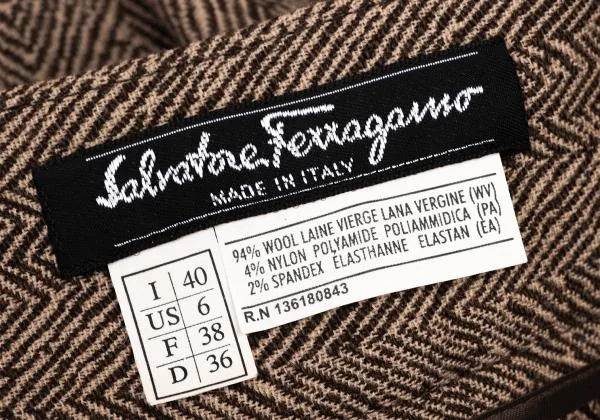 Salvatore Ferragamo
MADE IN ITALY
94% WOOL LAINE VIERGE LANA VERGINE (WV)
4% NYLON POLYAMIDE POLIAMMIDICA (PA)
2% SPANDEX ELASTHANNE ELASTAN (EA)
R.N 136180843
I 40
US 6
F 38
D 36